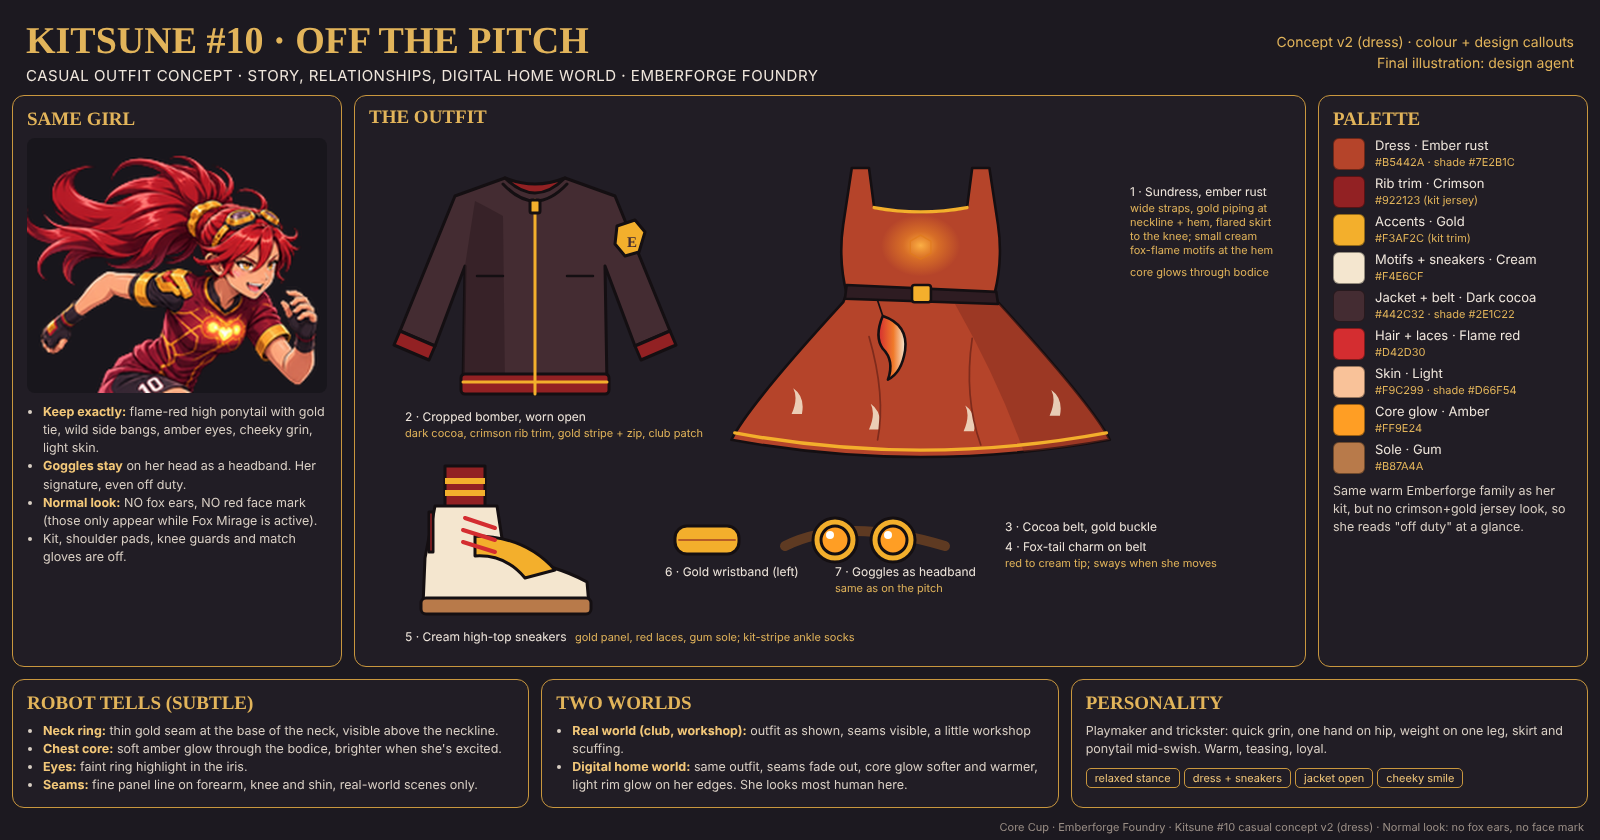 KITSUNE #10 · OFF THE PITCH
CASUAL OUTFIT CONCEPT · STORY, RELATIONSHIPS, DIGITAL HOME WORLD · EMBERFORGE FOUNDRY
Concept v2 (dress) · colour + design callouts
Final illustration: design agent
SAME GIRL
10
• Keep exactly: flame-red high ponytail with gold
tie, wild side bangs, amber eyes, cheeky grin,
light skin.
• Goggles stay on her head as a headband. Her
signature, even off duty.
• Normal look: NO fox ears, NO red face mark
(those only appear while Fox Mirage is active).
• Kit, shoulder pads, knee guards and match
gloves are off.
THE OUTFIT
E
1 · Sundress, ember rust
wide straps, gold piping at
neckline + hem, flared skirt
to the knee; small cream
fox-flame motifs at the hem
core glows through bodice
2 · Cropped bomber, worn open
dark cocoa, crimson rib trim, gold stripe + zip, club patch
3 · Cocoa belt, gold buckle
4 · Fox-tail charm on belt
red to cream tip; sways when she moves
6 · Gold wristband (left)
7 · Goggles as headband
same as on the pitch
5 · Cream high-top sneakers gold panel, red laces, gum sole; kit-stripe ankle socks
PALETTE
Dress · Ember rust
#B5442A · shade #7E2B1C
Rib trim · Crimson
#922123 (kit jersey)
Accents · Gold
#F3AF2C (kit trim)
Motifs + sneakers · Cream
#F4E6CF
Jacket + belt · Dark cocoa
#442C32 · shade #2E1C22
Hair + laces · Flame red
#D42D30
Skin · Light
#F9C299 · shade #D66F54
Core glow · Amber
#FF9E24
Sole · Gum
#B87A4A
Same warm Emberforge family as her
kit, but no crimson+gold jersey look, so
she reads "off duty" at a glance.
ROBOT TELLS (SUBTLE)
• Neck ring: thin gold seam at the base of the neck, visible above the neckline.
• Chest core: soft amber glow through the bodice, brighter when she's excited.
• Eyes: faint ring highlight in the iris.
• Seams: fine panel line on forearm, knee and shin, real-world scenes only.
TWO WORLDS
• Real world (club, workshop): outfit as shown, seams visible, a little workshop
scuffing.
• Digital home world: same outfit, seams fade out, core glow softer and warmer,
light rim glow on her edges. She looks most human here.
PERSONALITY
Playmaker and trickster: quick grin, one hand on hip, weight on one leg, skirt and
ponytail mid-swish. Warm, teasing, loyal.
relaxed stance dress + sneakers jacket open cheeky smile
Core Cup · Emberforge Foundry · Kitsune #10 casual concept v2 (dress) · Normal look: no fox ears, no face mark